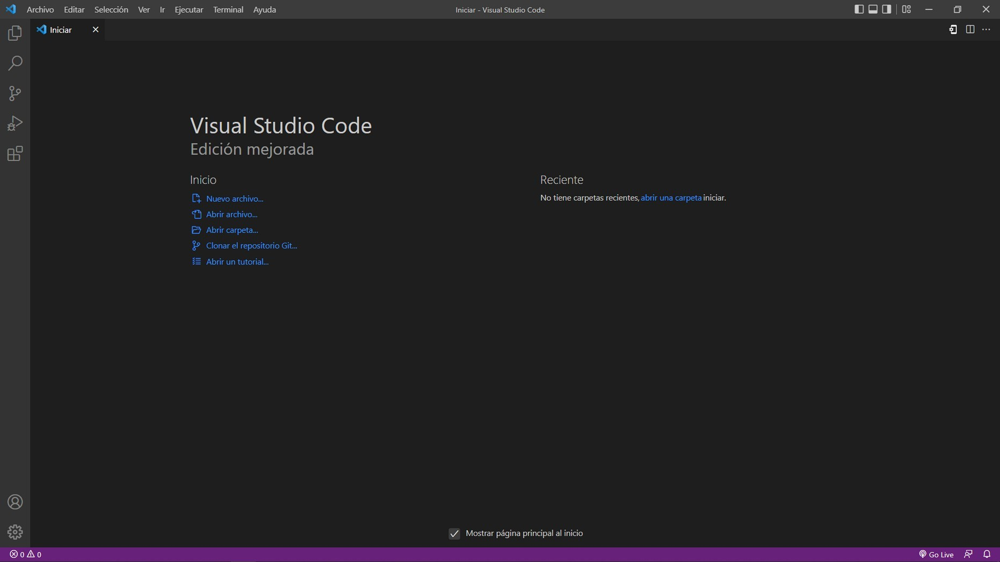 Archivo Editar Selección Ver Ir Ejecutar Terminal Ayuda Iniciar - Visual Studio Code
Iniciar
Visual Studio Code
Edición mejorada
Inicio
Nuevo archivo...
Abrir archivo...
Abrir carpeta...
Clonar el repositorio Git...
Abrir un tutorial...
Reciente
No tiene carpetas recientes, abrir una carpeta iniciar.
Mostrar página principal al inicio
0 0 Go Live